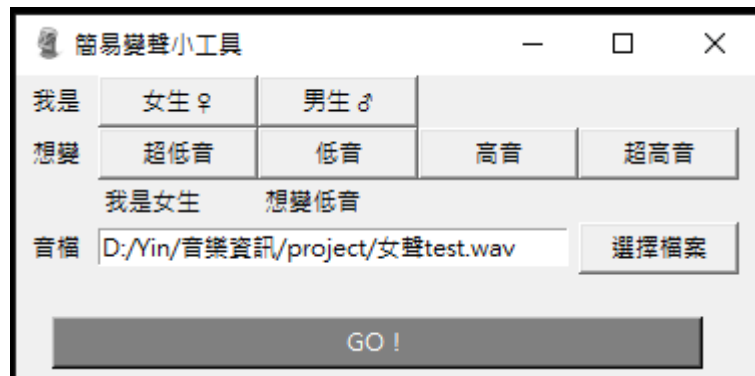 簡易變聲小工具
我是 女生♀ 男生♂
想變 超低音 低音 高音 超高音
我是女生 想變低音
音檔 D:/Yin/音樂資訊/project/女聲test.wav 選擇檔案
GO !